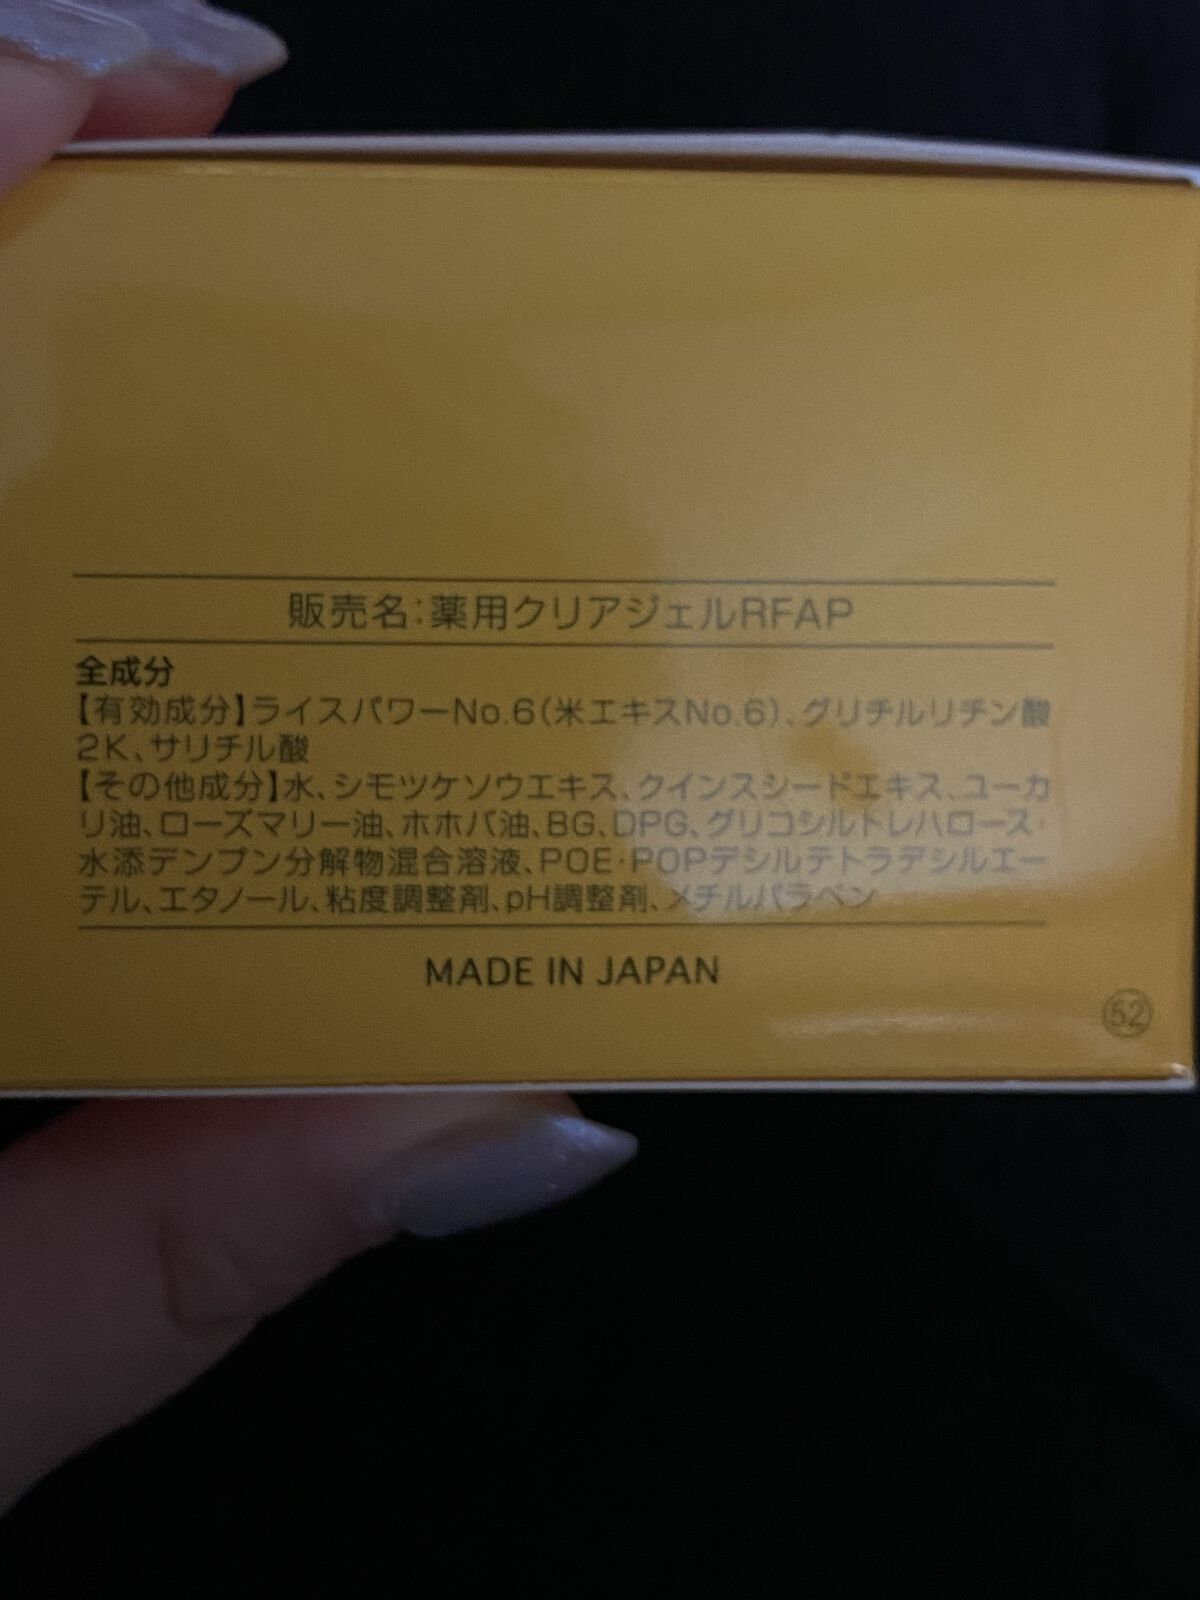 販売名:薬用クリアジェルRFAP
全成分
【有効成分】ライスパワーNo.6(米エキスNo.6)、グリチルリチン酸
2K、サリチル酸
【その他成分】水、シモツケソウエキス、クインスシードエキス、ユーカ
リ油、ローズマリー油、ホホバ油、BG、DPG、グリコシルトレハロース・
水添デンプン分解物混合溶液、POE・POPデシルテトラデシルエー
テル、エタノール、粘度調整剤、pH調整剤、メチルパラベン
MADE IN JAPAN
52